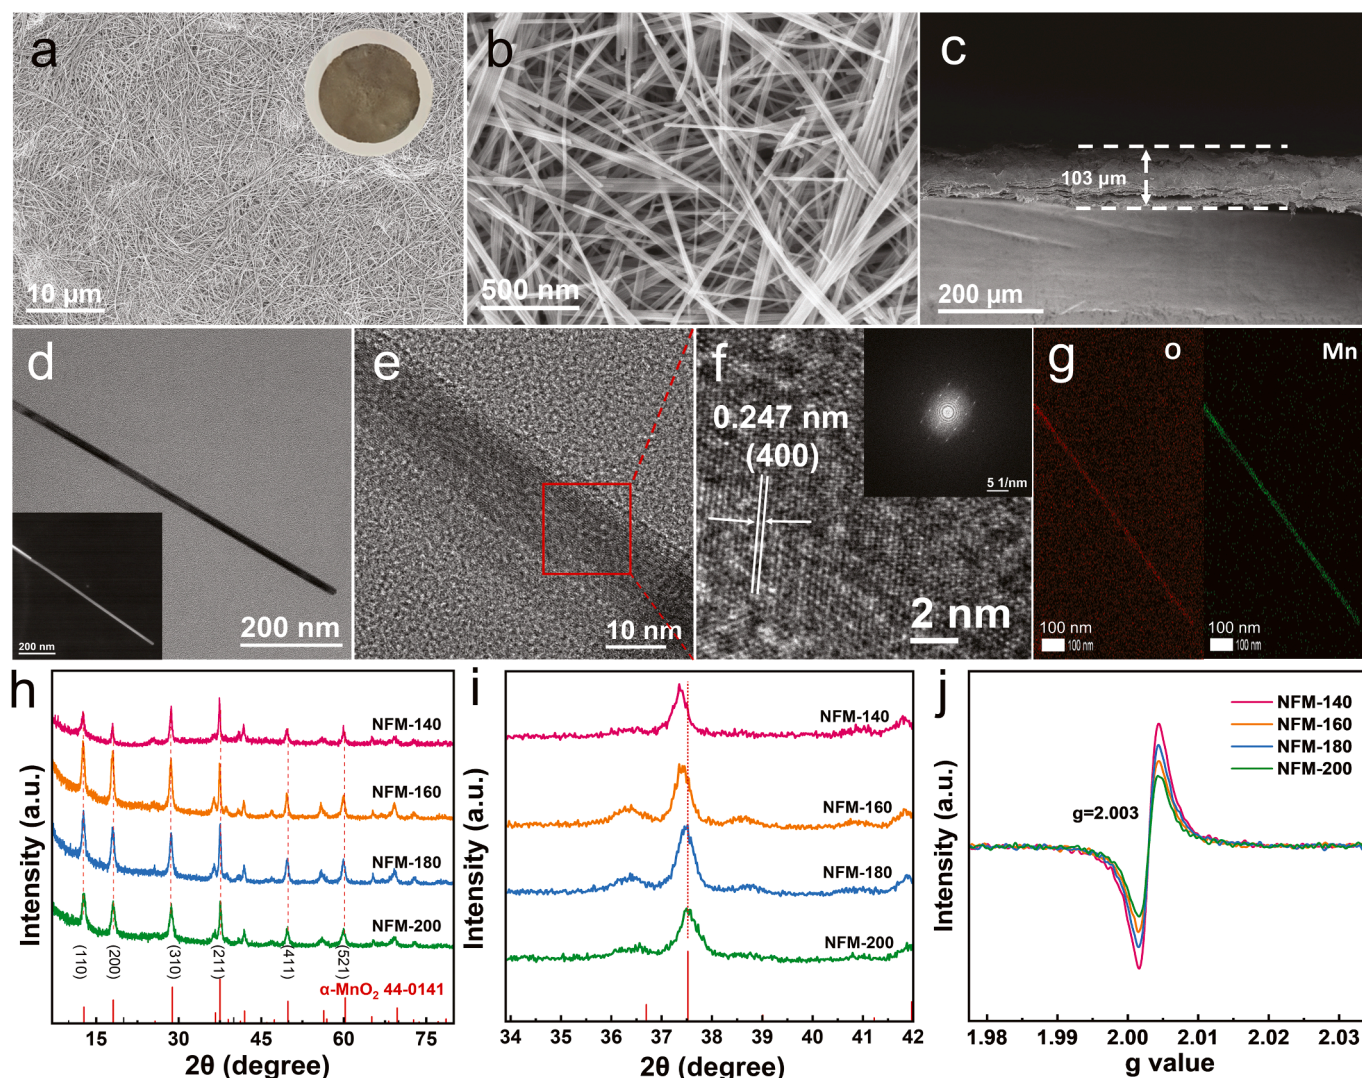 a
10 µm
b
500 nm
c
103 µm
200 µm
d
200 nm
200 nm
e
10 nm
f
0.247 nm
(400)
5 1/nm
2 nm
g
O
Mn
100 nm
100 nm
100 nm
100 nm
h
NFM-140
NFM-160
NFM-180
NFM-200
(110)
(200)
(310)
(211)
(411)
(521)
α-MnO₂ 44-0141
Intensity (a.u.)
15 30 45 60 75
2θ (degree)
i
NFM-140
NFM-160
NFM-180
NFM-200
Intensity (a.u.)
34 35 36 37 38 39 40 41 42
2θ (degree)
j
NFM-140
NFM-160
NFM-180
NFM-200
g=2.003
Intensity (a.u.)
1.98 1.99 2.00 2.01 2.02 2.03
g value